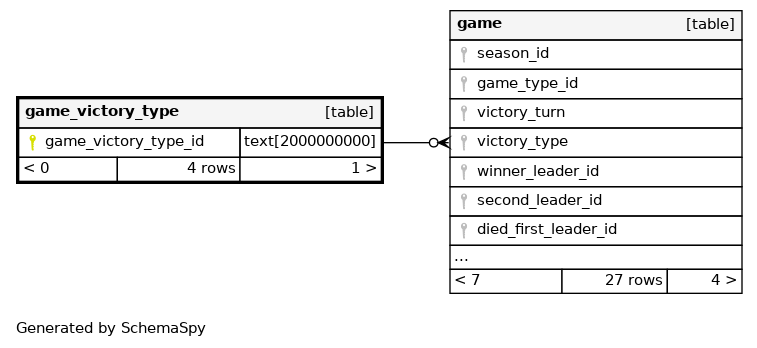 game_victory_type [table]
game_victory_type_id text[2000000000]
< 0 4 rows 1 >
game [table]
season_id
game_type_id
victory_turn
victory_type
winner_leader_id
second_leader_id
died_first_leader_id
...
< 7 27 rows 4 >
Generated by SchemaSpy